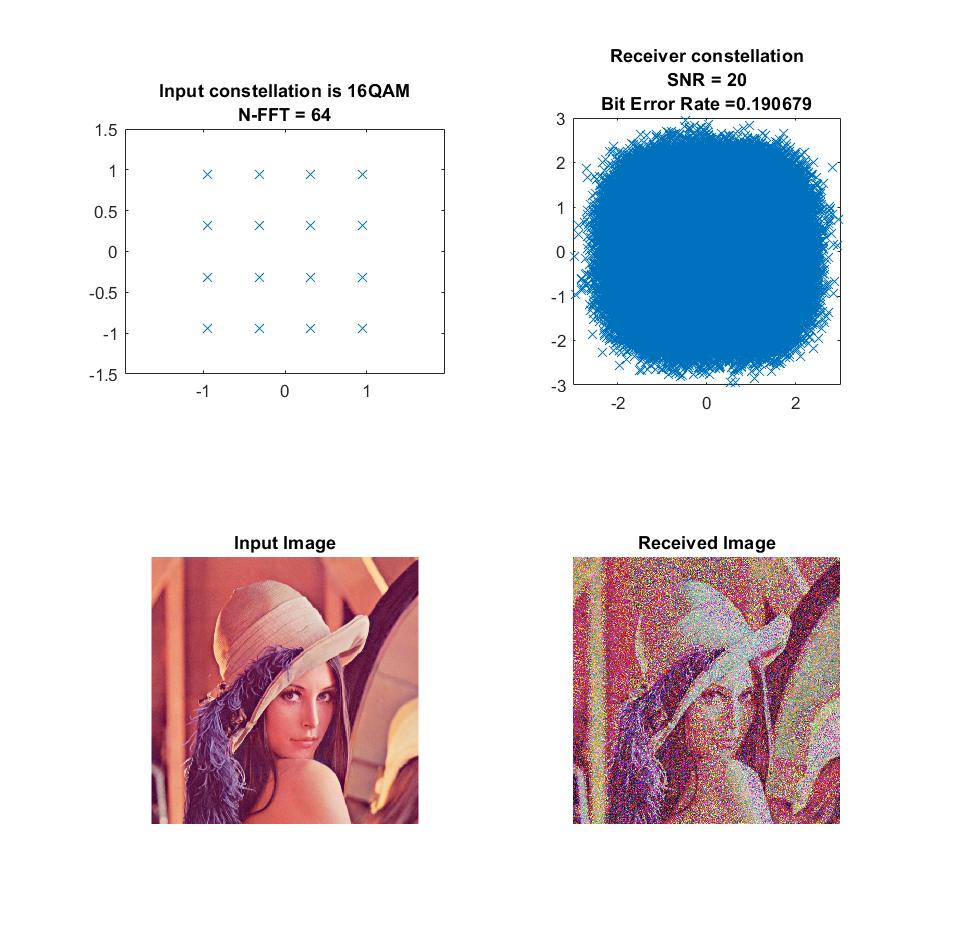 Input constellation is 16QAM
N-FFT = 64
1.5
1
0.5
0
-0.5
-1
-1.5
-1 0 1
Receiver constellation
SNR = 20
Bit Error Rate =0.190679
3
2
1
0
-1
-2
-3
-2 0 2
Input Image
Received Image